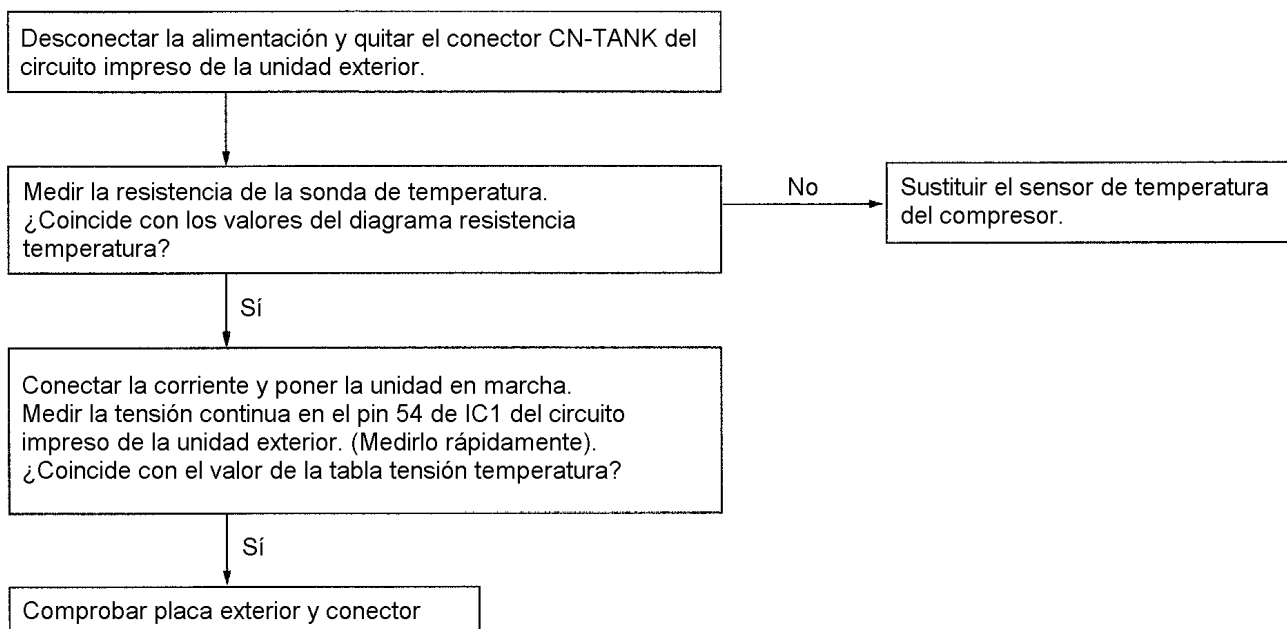 Desconectar la alimentación y quitar el conector CN-TANK del
circuito impreso de la unidad exterior.
Medir la resistencia de la sonda de temperatura.
¿Coincide con los valores del diagrama resistencia
temperatura?
No
Sustituir el sensor de temperatura
del compresor.
Sí
Conectar la corriente y poner la unidad en marcha.
Medir la tensión continua en el pin 54 de IC1 del circuito
impreso de la unidad exterior. (Medirlo rápidamente).
¿Coincide con el valor de la tabla tensión temperatura?
Sí
Comprobar placa exterior y conector